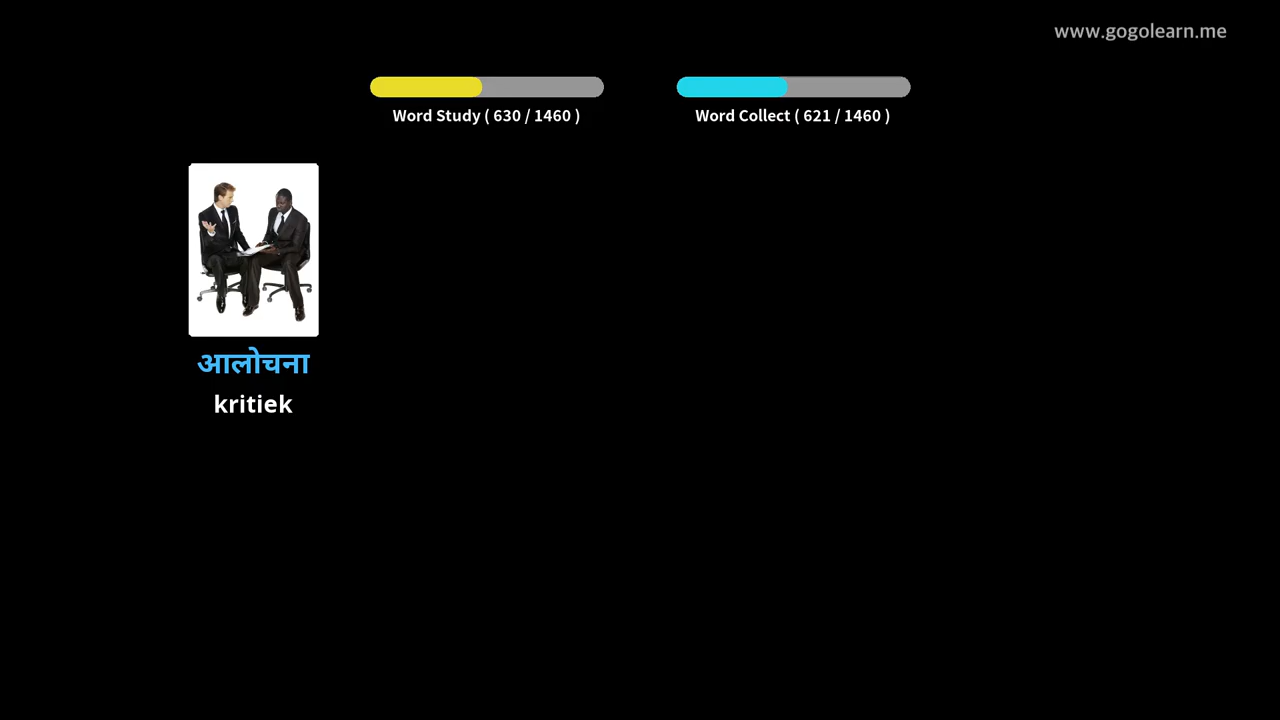 www.gogolearn.me
Word Study ( 630 / 1460 )
Word Collect ( 621 / 1460 )
आलोचना
kritiek